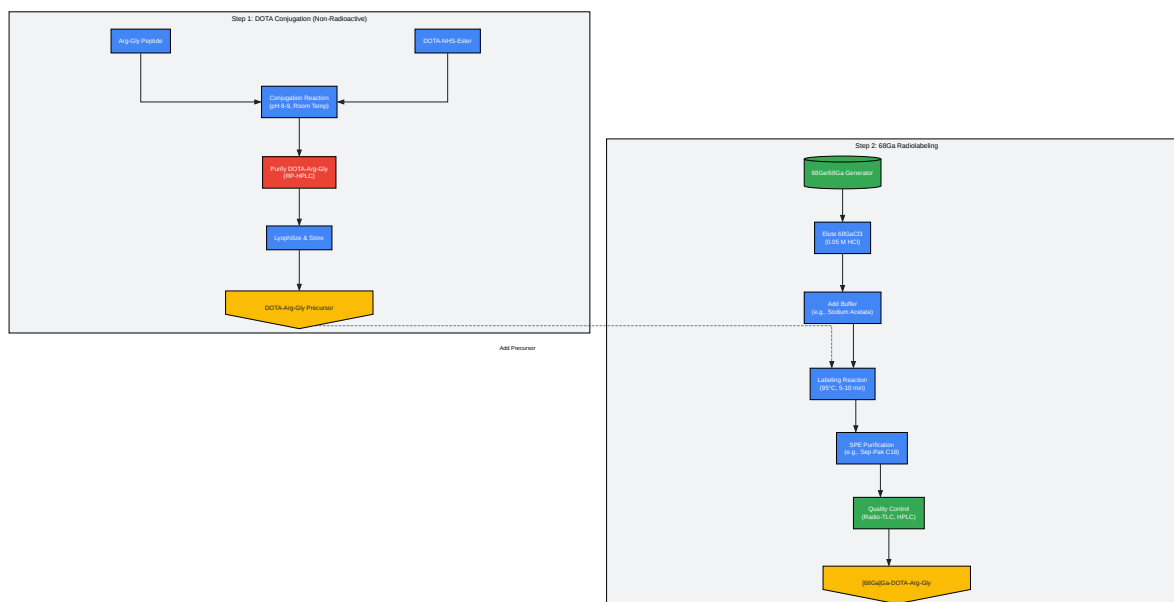 Step 1: DOTA Conjugation (Non-Radioactive)
Arg-Gly Peptide
DOTA-NHS-Ester
Conjugation Reaction
(pH 8-9, Room Temp)
Purify DOTA-Arg-Gly
(RP-HPLC)
Lyophilize & Store
DOTA-Arg-Gly Precursor
Add Precursor
Step 2: 68Ga Radiolabeling
68Ge/68Ga Generator
Elute 68GaCl3
(0.05 M HCl)
Add Buffer
(e.g., Sodium Acetate)
Labeling Reaction
(95°C, 5-10 min)
SPE Purification
(e.g., Sep-Pak C18)
Quality Control
(Radio-TLC, HPLC)
[68Ga]Ga-DOTA-Arg-Gly